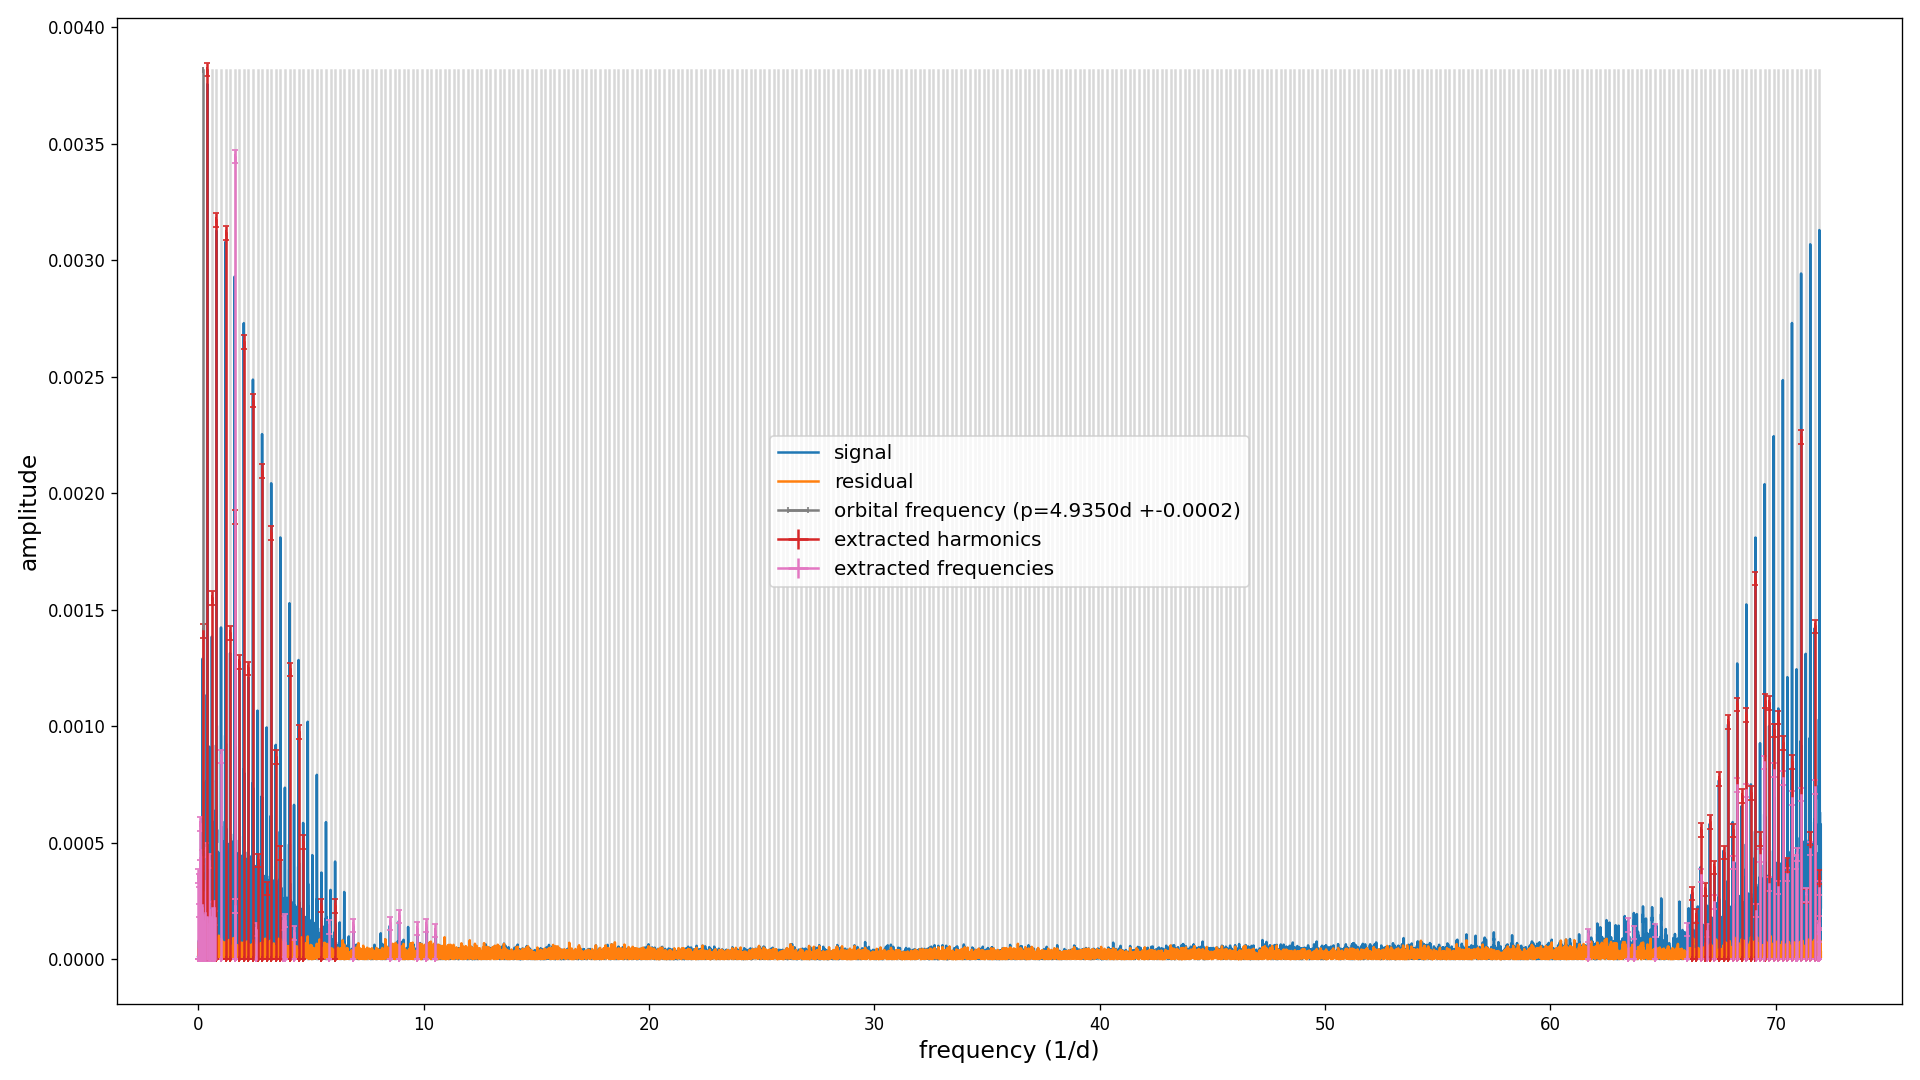 0.0040
0.0035
0.0030
0.0025
0.0020
0.0015
0.0010
0.0005
0.0000
amplitude
signal
residual
orbital frequency (p=4.9350d +-0.0002)
extracted harmonics
extracted frequencies
0 10 20 30 40 50 60 70
frequency (1/d)